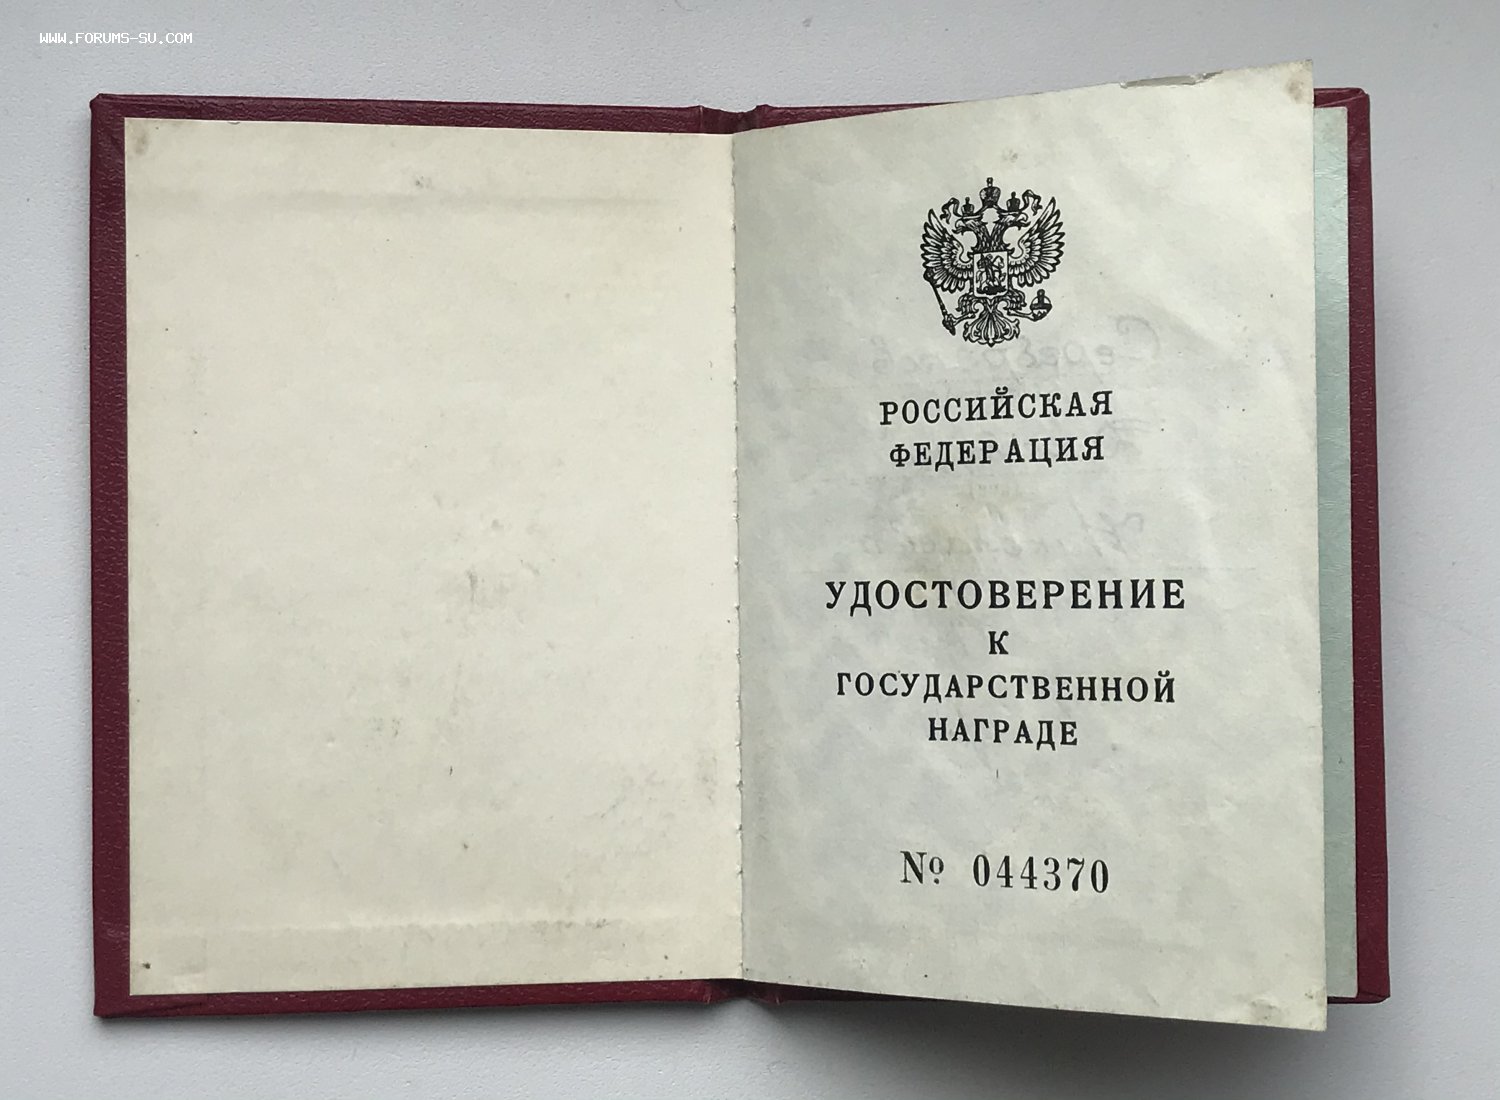 WWW.FORUMS-SU.COM
РОССИЙСКАЯ
ФЕДЕРАЦИЯ
УДОСТОВЕРЕНИЕ
К
ГОСУДАРСТВЕННОЙ
НАГРАДЕ
№ 044370